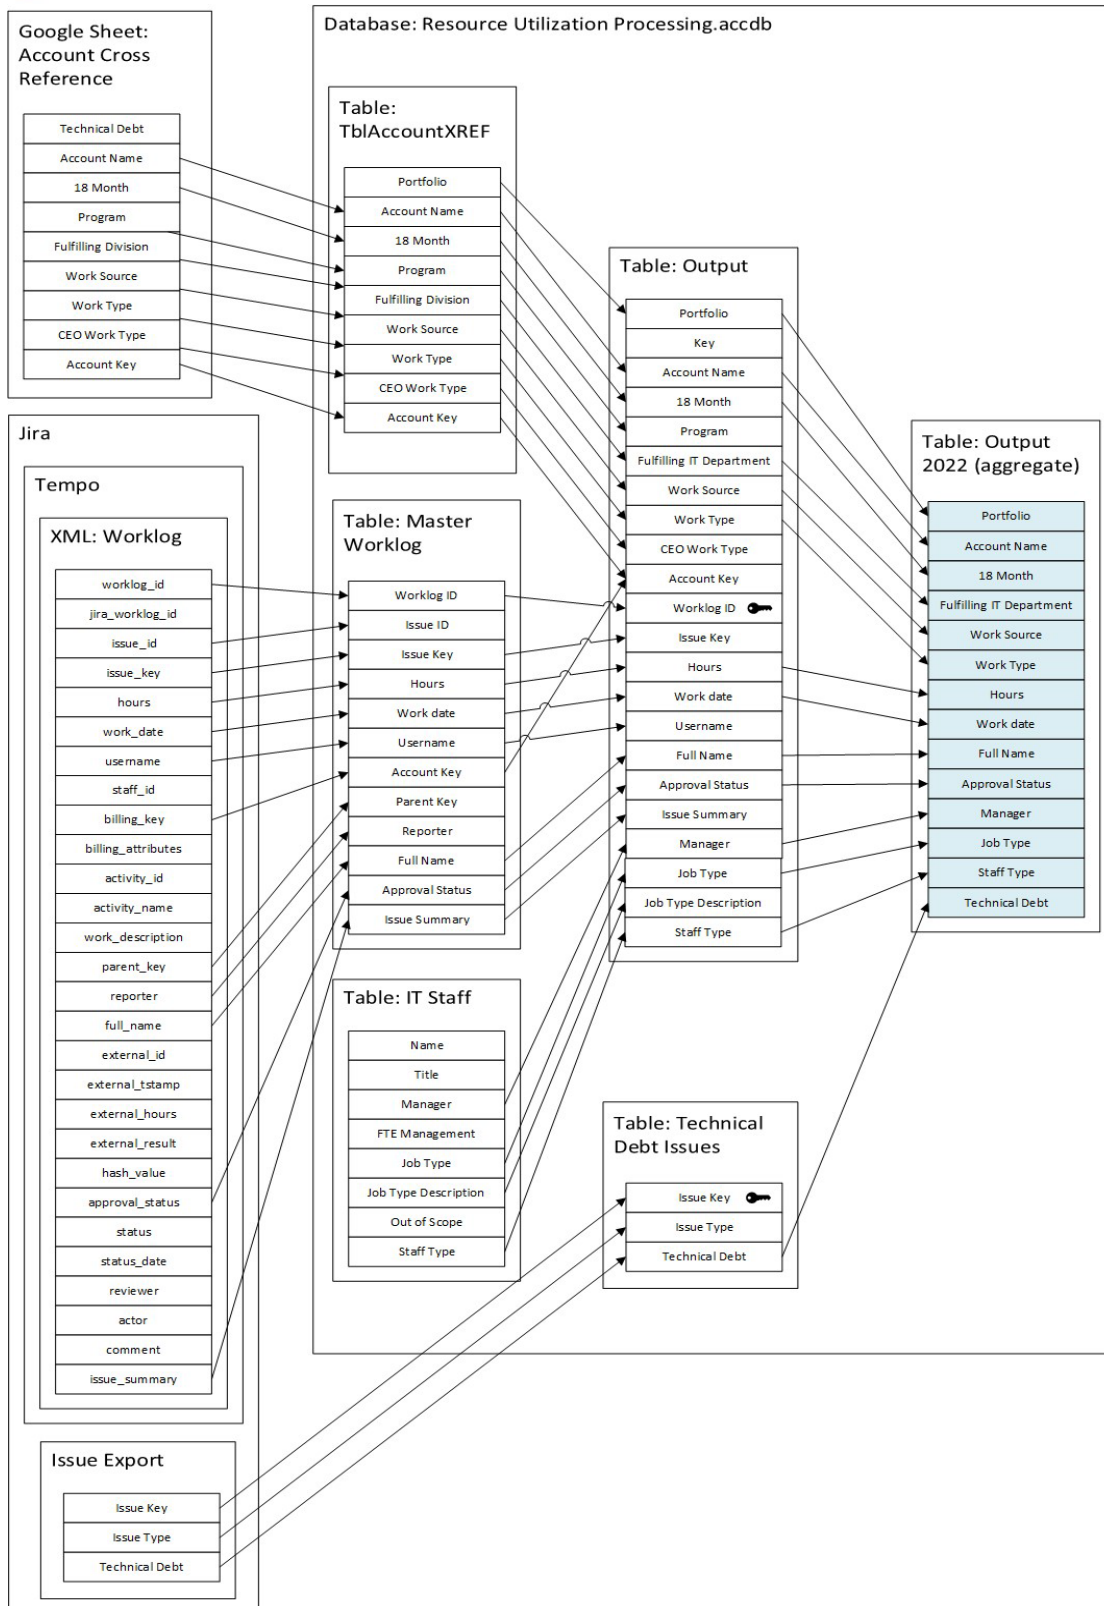 Google Sheet:
Account Cross
Reference
Technical Debt
Account Name
18 Month
Program
Fulfilling Division
Work Source
Work Type
CEO Work Type
Account Key
Jira
Tempo
XML: Worklog
worklog_id
jira_worklog_id
issue_id
issue_key
hours
work_date
username
staff_id
billing_key
billing_attributes
activity_id
activity_name
work_description
parent_key
reporter
full_name
external_id
external_tstamp
external_hours
external_result
hash_value
approval_status
status
status_date
reviewer
actor
comment
issue_summary
Issue Export
Issue Key
Issue Type
Technical Debt
Database: Resource Utilization Processing.accdb
Table:
TblAccountXREF
Portfolio
Account Name
18 Month
Program
Fulfilling Division
Work Source
Work Type
CEO Work Type
Account Key
Table: Master
Worklog
Worklog ID
Issue ID
Issue Key
Hours
Work date
Username
Account Key
Parent Key
Reporter
Full Name
Approval Status
Issue Summary
Table: IT Staff
Name
Title
Manager
FTE Management
Job Type
Job Type Description
Out of Scope
Staff Type
Table: Output
Portfolio
Key
Account Name
18 Month
Program
Fulfilling IT Department
Work Source
Work Type
CEO Work Type
Account Key
Worklog ID
Issue Key
Hours
Work date
Username
Full Name
Approval Status
Issue Summary
Manager
Job Type
Job Type Description
Staff Type
Table: Technical
Debt Issues
Issue Key
Issue Type
Technical Debt
Table: Output
2022 (aggregate)
Portfolio
Account Name
18 Month
Fulfilling IT Department
Work Source
Work Type
Hours
Work date
Full Name
Approval Status
Manager
Job Type
Staff Type
Technical Debt